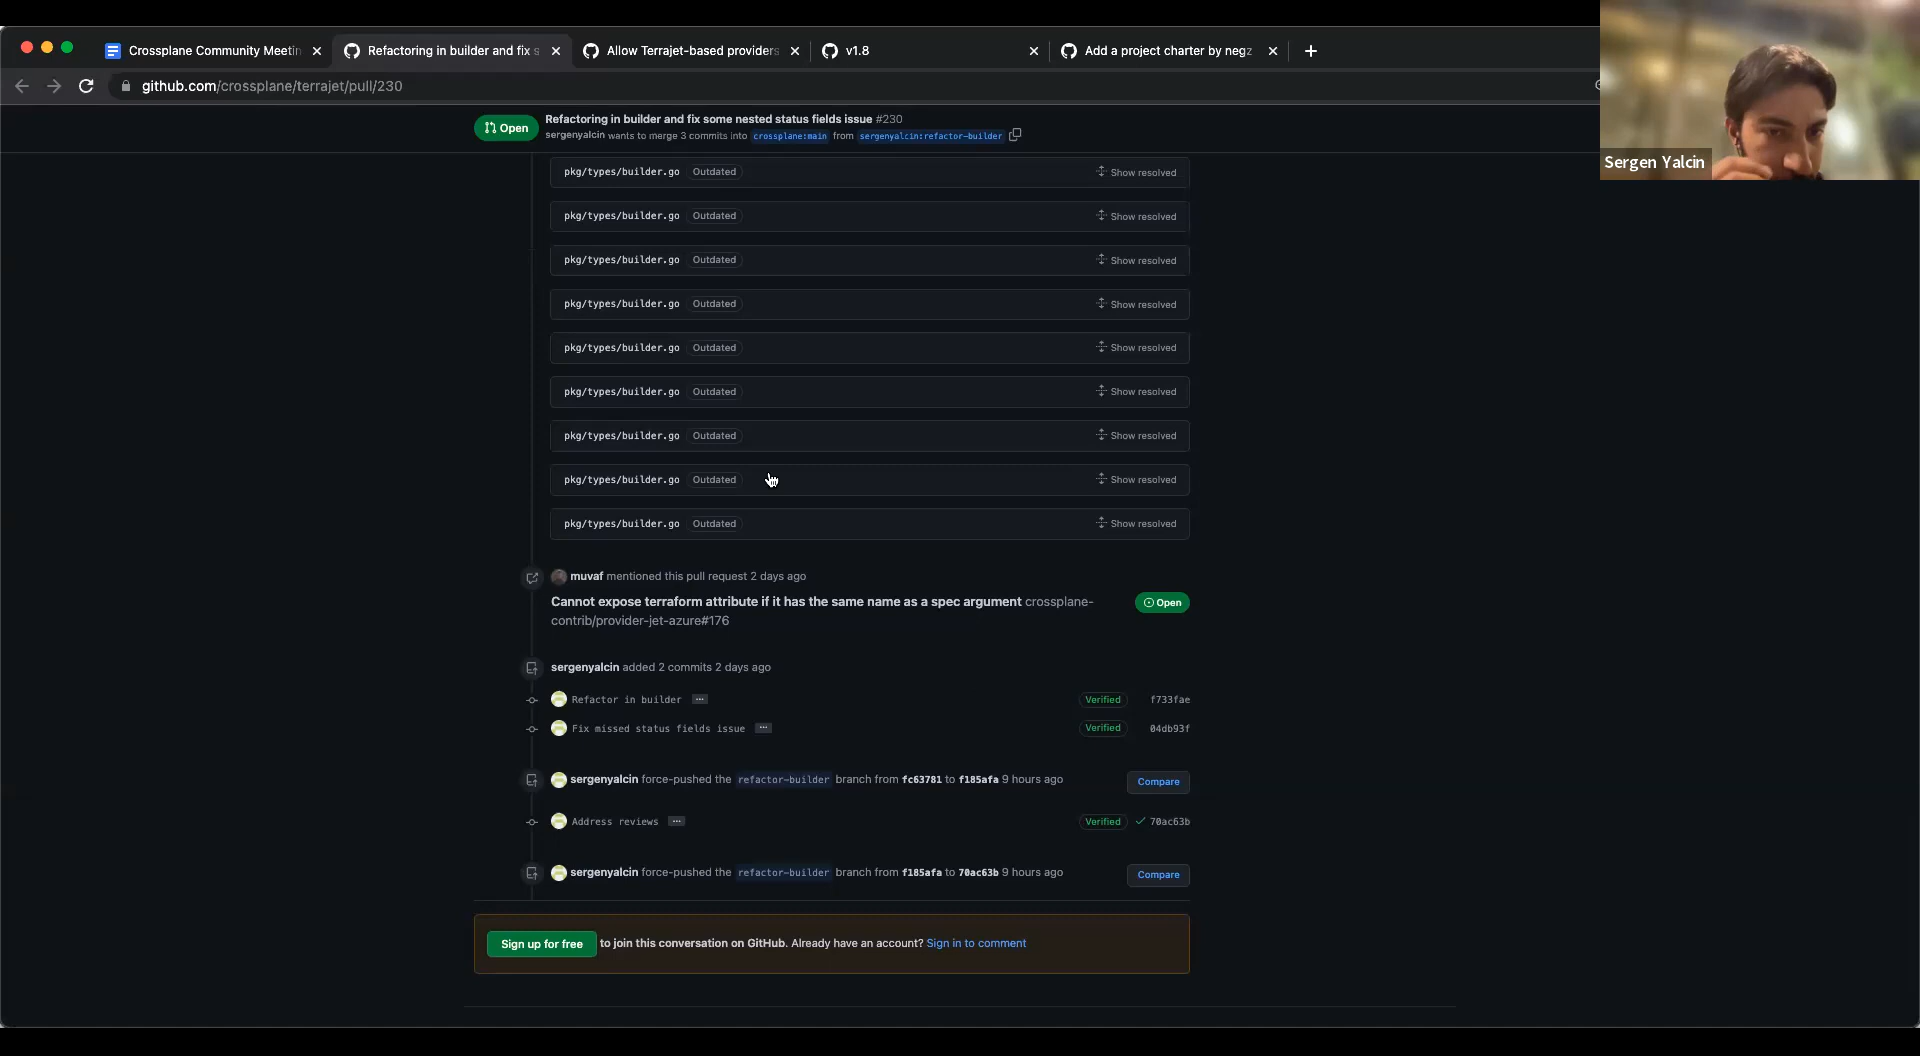 Crossplane Community Meetin
Refactoring in builder and fix s
Allow Terrajet-based providers
v1.8
Add a project charter by negz
github.com/crossplane/terrajet/pull/230
Open
Refactoring in builder and fix some nested status fields issue #230
sergenyalcin wants to merge 3 commits into crossplane:main from sergenyalcin:refactor-builder
Sergen Yalcin
pkg/types/builder.go Outdated Show resolved
pkg/types/builder.go Outdated Show resolved
pkg/types/builder.go Outdated Show resolved
pkg/types/builder.go Outdated Show resolved
pkg/types/builder.go Outdated Show resolved
pkg/types/builder.go Outdated Show resolved
pkg/types/builder.go Outdated Show resolved
pkg/types/builder.go Outdated Show resolved
pkg/types/builder.go Outdated Show resolved
muvaf mentioned this pull request 2 days ago
Cannot expose terraform attribute if it has the same name as a spec argument crossplane-
contrib/provider-jet-azure#176
Open
sergenyalcin added 2 commits 2 days ago
Refactor in builder ... Verified f733fae
Fix missed status fields issue ... Verified 04db93f
sergenyalcin force-pushed the refactor-builder branch from fc63781 to f185afa 9 hours ago Compare
Address reviews ... Verified 70ac63b
sergenyalcin force-pushed the refactor-builder branch from f185afa to 70ac63b 9 hours ago Compare
Sign up for free to join this conversation on GitHub. Already have an account? Sign in to comment